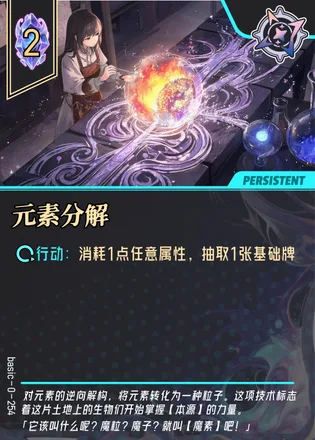 2
PERSISTENT
元素分解
行动：消耗1点任意属性，抽取1张基础牌
basic-0-254
对元素的逆向解构，将元素转化为一种粒子。这项技术标志
着这片土地上的生物们开始掌握【本源】的力量。
「它该叫什么呢？魔粒？魔子？就叫【魔素】吧！」